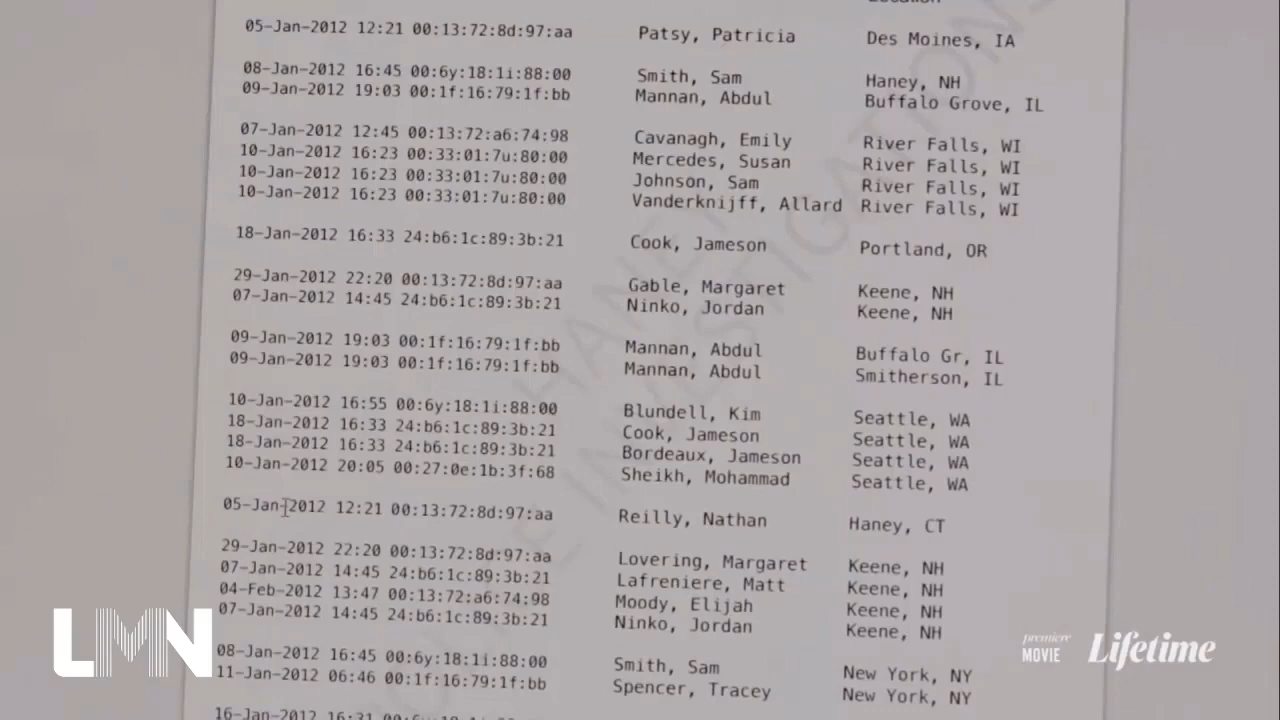 Location
05-Jan-2012 12:21 00:13:72:8d:97:aa Patsy, Patricia Des Moines, IA
08-Jan-2012 16:45 00:6y:18:1i:88:00 Smith, Sam Haney, NH
09-Jan-2012 19:03 00:1f:16:79:1f:bb Mannan, Abdul Buffalo Grove, IL
07-Jan-2012 12:45 00:13:72:a6:74:98 Cavanagh, Emily River Falls, WI
10-Jan-2012 16:23 00:33:01:7u:80:00 Mercedes, Susan River Falls, WI
10-Jan-2012 16:23 00:33:01:7u:80:00 Johnson, Sam River Falls, WI
10-Jan-2012 16:23 00:33:01:7u:80:00 Vanderknijff, Allard River Falls, WI
18-Jan-2012 16:33 24:b6:1c:89:3b:21 Cook, Jameson Portland, OR
29-Jan-2012 22:20 00:13:72:8d:97:aa Gable, Margaret Keene, NH
07-Jan-2012 14:45 24:b6:1c:89:3b:21 Ninko, Jordan Keene, NH
09-Jan-2012 19:03 00:1f:16:79:1f:bb Mannan, Abdul Buffalo Gr, IL
09-Jan-2012 19:03 00:1f:16:79:1f:bb Mannan, Abdul Smitherson, IL
10-Jan-2012 16:55 00:6y:18:1i:88:00 Blundell, Kim Seattle, WA
18-Jan-2012 16:33 24:b6:1c:89:3b:21 Cook, Jameson Seattle, WA
18-Jan-2012 16:33 24:b6:1c:89:3b:21 Bordeaux, Jameson Seattle, WA
10-Jan-2012 20:05 00:27:0e:1b:3f:68 Sheikh, Mohammad Seattle, WA
05-Jan-2012 12:21 00:13:72:8d:97:aa Reilly, Nathan Haney, CT
29-Jan-2012 22:20 00:13:72:8d:97:aa Lovering, Margaret Keene, NH
07-Jan-2012 14:45 24:b6:1c:89:3b:21 Lafreniere, Matt Keene, NH
04-Feb-2012 13:47 00:13:72:a6:74:98 Moody, Elijah Keene, NH
07-Jan-2012 14:45 24:b6:1c:89:3b:21 Ninko, Jordan Keene, NH
08-Jan-2012 16:45 00:6y:18:1i:88:00 Smith, Sam New York, NY
11-Jan-2012 06:46 00:1f:16:79:1f:bb Spencer, Tracey New York, NY
16-Jan-2012 16:31
LMN
premiere
MOVIE
Lifetime